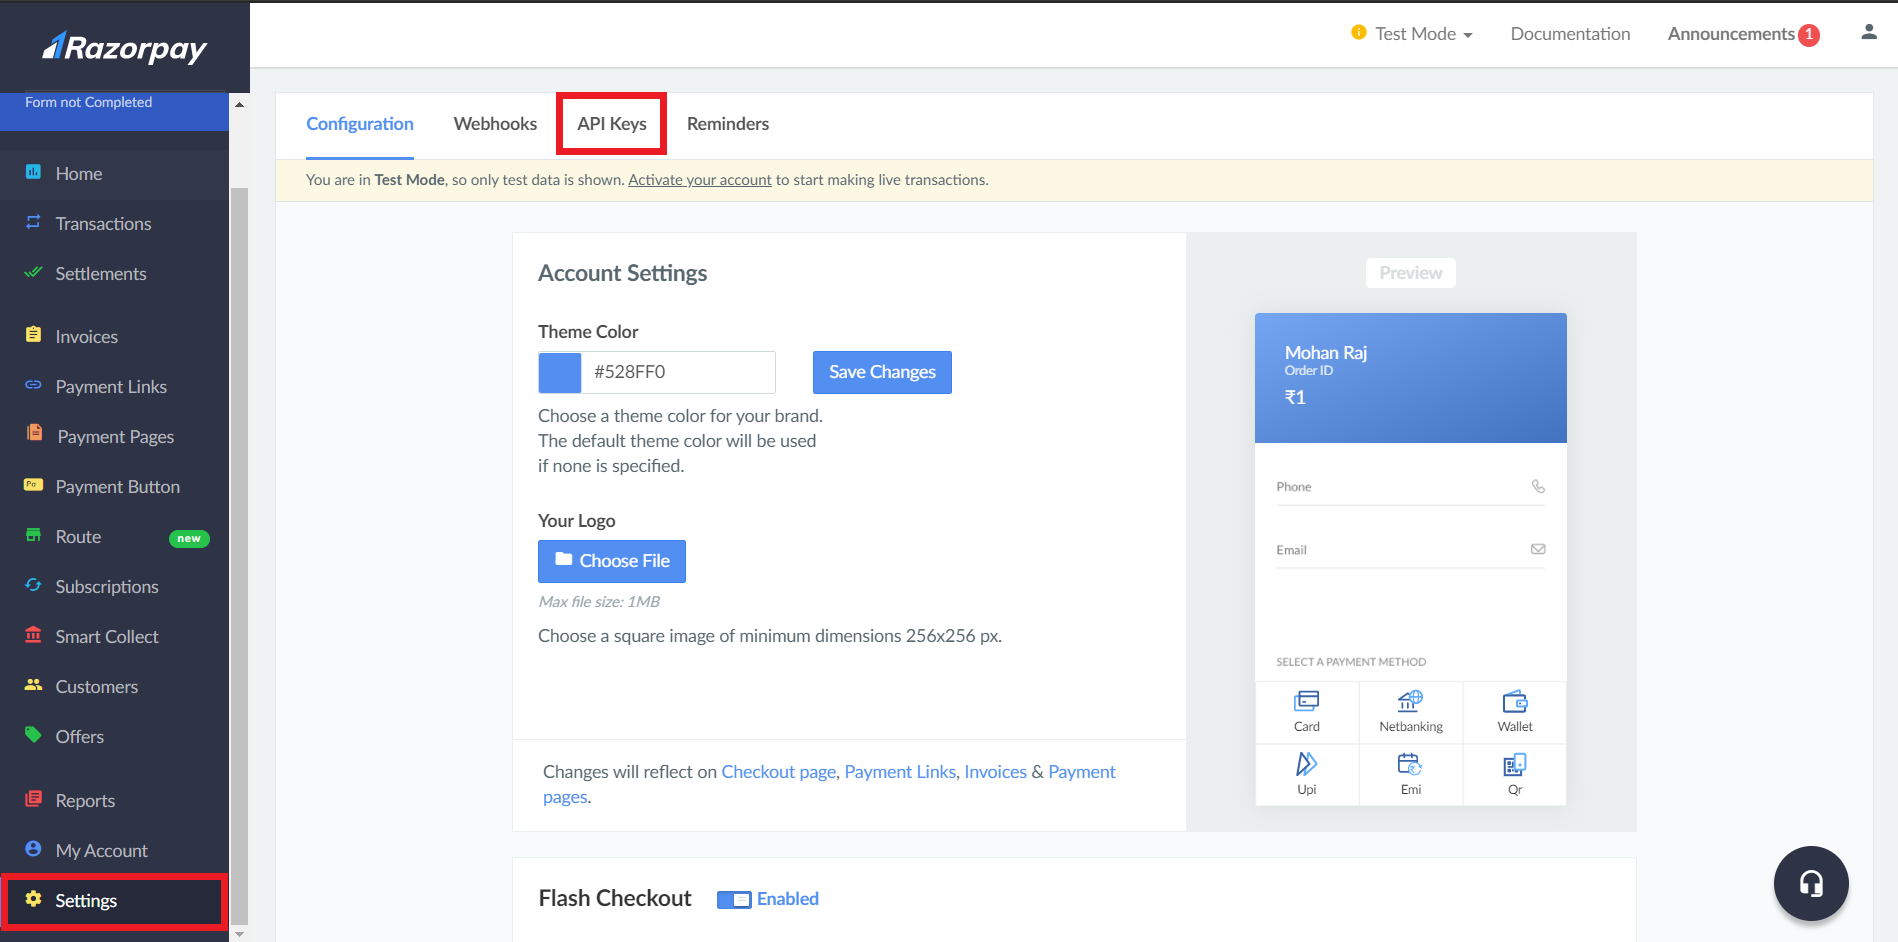 Razorpay
Test Mode
Documentation
Announcements 1
Form not Completed
Home
Transactions
Settlements
Invoices
Payment Links
Payment Pages
Payment Button
Route new
Subscriptions
Smart Collect
Customers
Offers
Reports
My Account
Settings
Configuration
Webhooks
API Keys
Reminders
You are in Test Mode, so only test data is shown. Activate your account to start making live transactions.
Account Settings
Theme Color
#528FF0
Save Changes
Choose a theme color for your brand.
The default theme color will be used
if none is specified.
Your Logo
Choose File
Max file size: 1MB
Choose a square image of minimum dimensions 256x256 px.
Changes will reflect on Checkout page, Payment Links, Invoices & Payment
pages.
Preview
Mohan Raj
Order ID
₹1
Phone
Email
SELECT A PAYMENT METHOD
Card
Netbanking
Wallet
Upi
Emi
Qr
Flash Checkout
Enabled